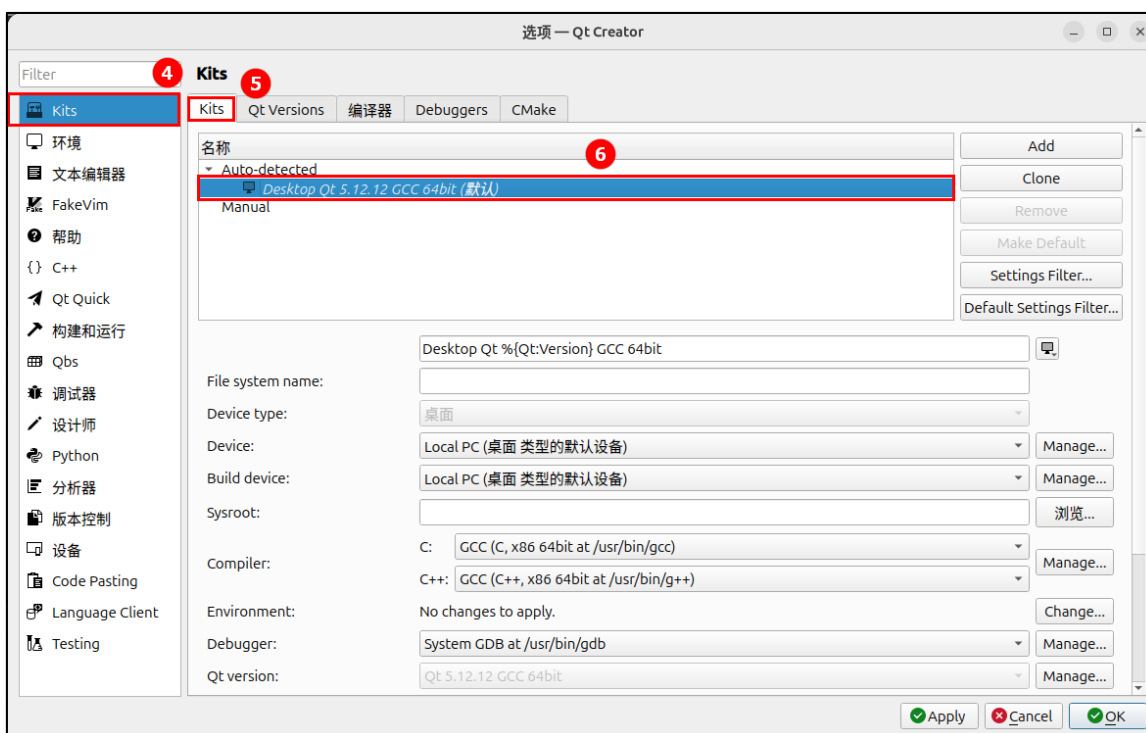 选项 — Qt Creator
Filter
4
Kits
5
Kits
环境
文本编辑器
FakeVim
帮助
{} C++
Qt Quick
构建和运行
Qbs
调试器
设计师
Python
分析器
版本控制
设备
Code Pasting
Language Client
Testing
Kits Qt Versions 编译器 Debuggers CMake
名称
6
Auto-detected
Desktop Qt 5.12.12 GCC 64bit (默认)
Manual
Add
Clone
Remove
Make Default
Settings Filter...
Default Settings Filter...
Desktop Qt %{Qt:Version} GCC 64bit
File system name:
Device type: 桌面
Device: Local PC (桌面 类型的默认设备) Manage...
Build device: Local PC (桌面 类型的默认设备) Manage...
Sysroot: 浏览...
Compiler: C: GCC (C, x86 64bit at /usr/bin/gcc) Manage...
C++: GCC (C++, x86 64bit at /usr/bin/g++)
Environment: No changes to apply. Change...
Debugger: System GDB at /usr/bin/gdb Manage...
Qt version: Qt 5.12.12 GCC 64bit Manage...
Apply Cancel OK